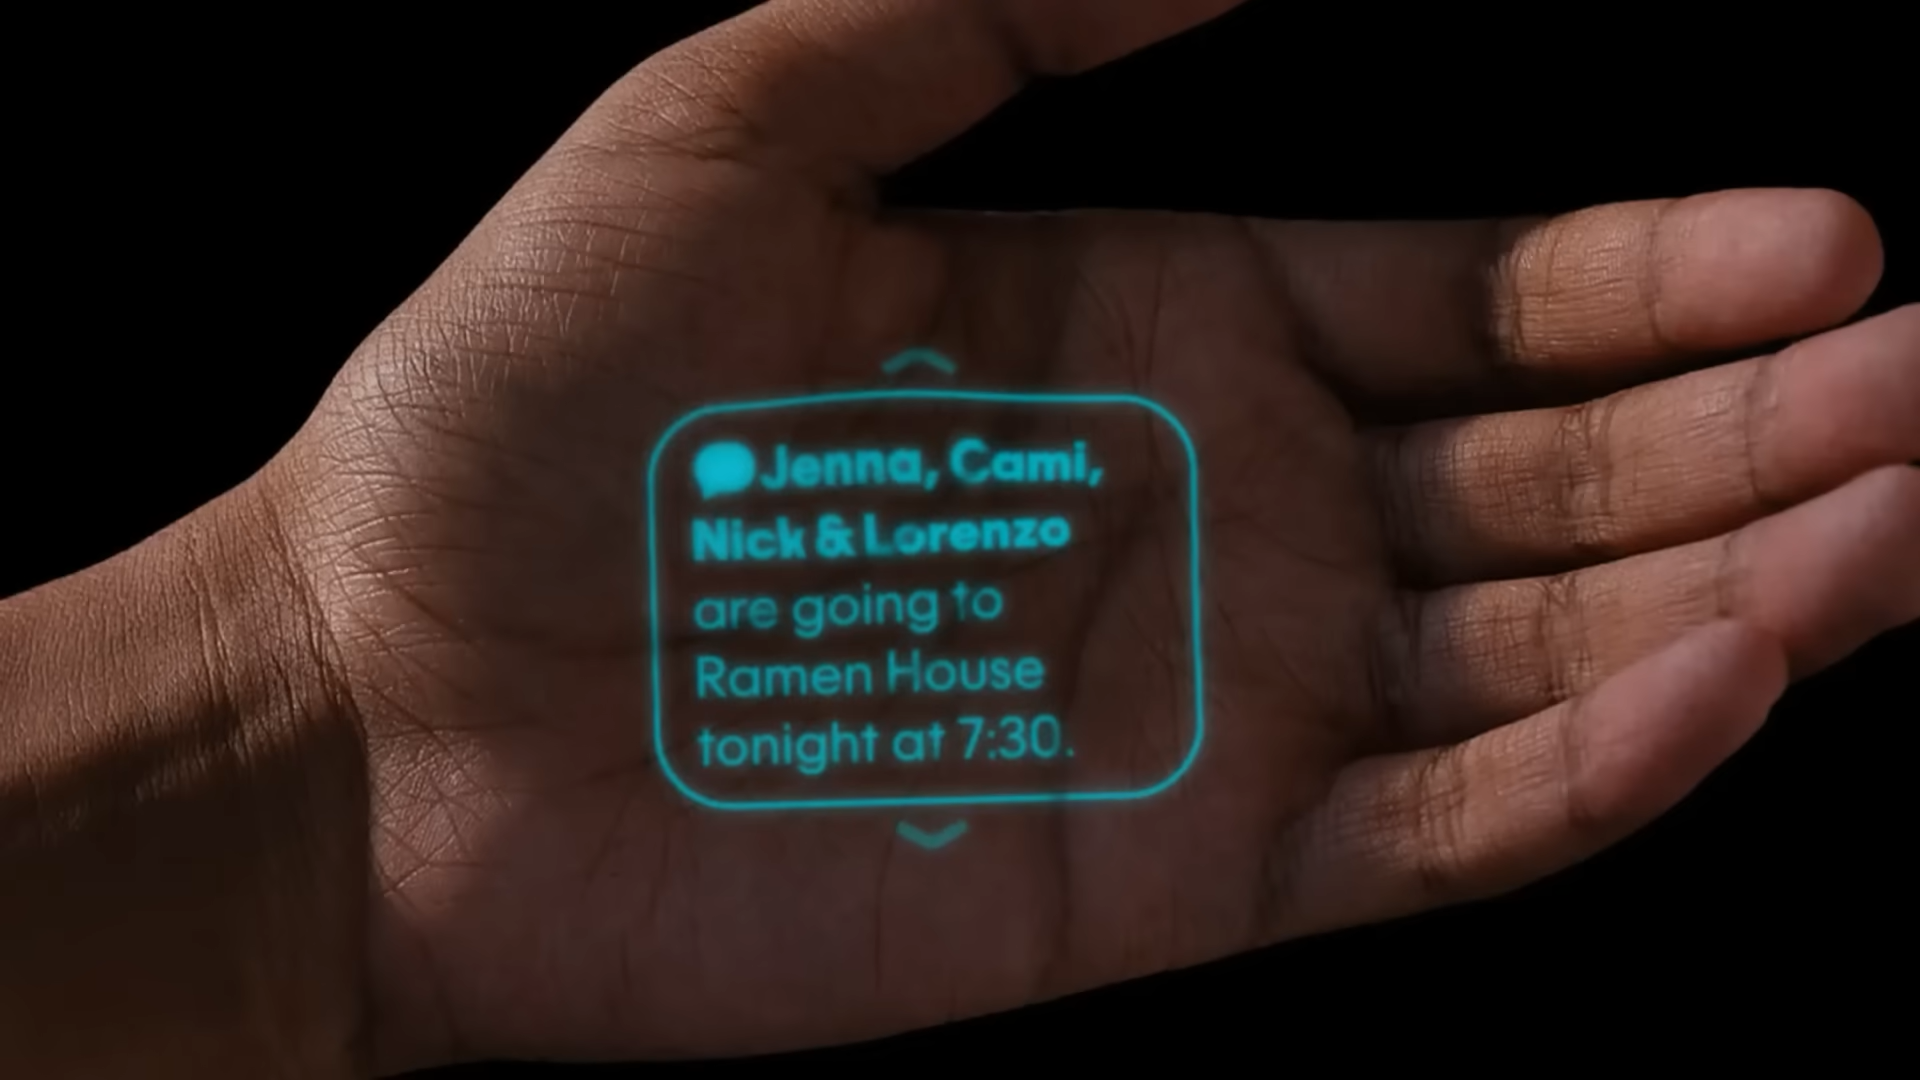 Jenna, Cami,
Nick & Lorenzo
are going to
Ramen House
tonight at 7:30.